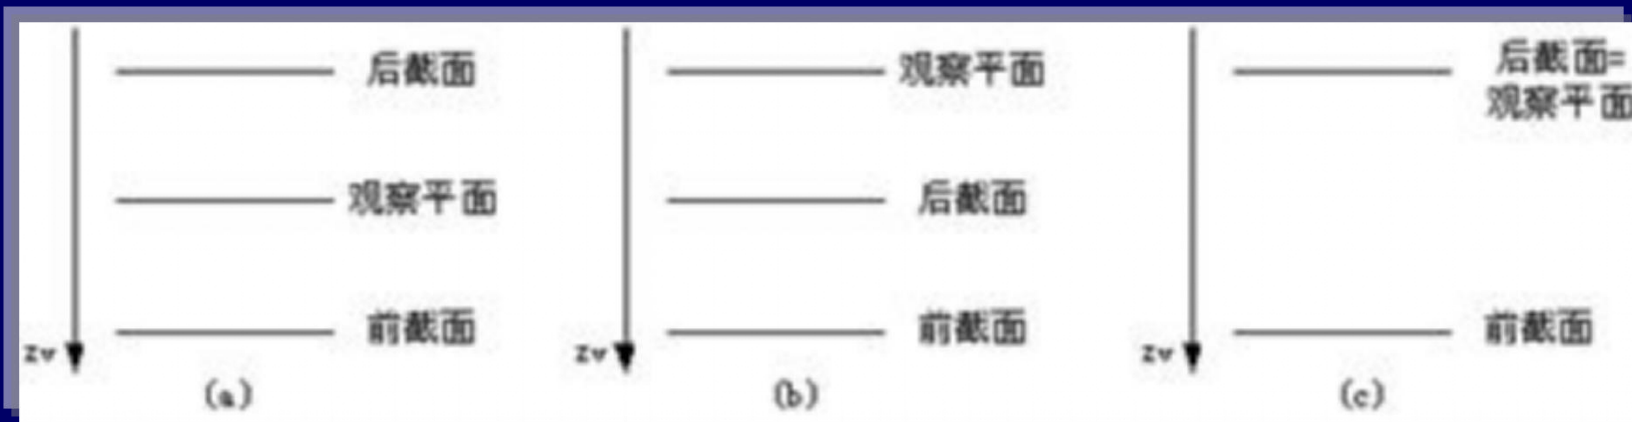 后截面
观察平面
前截面
zv
(a)
观察平面
后截面
前截面
zv
(b)
后截面=
观察平面
前截面
zv
(c)